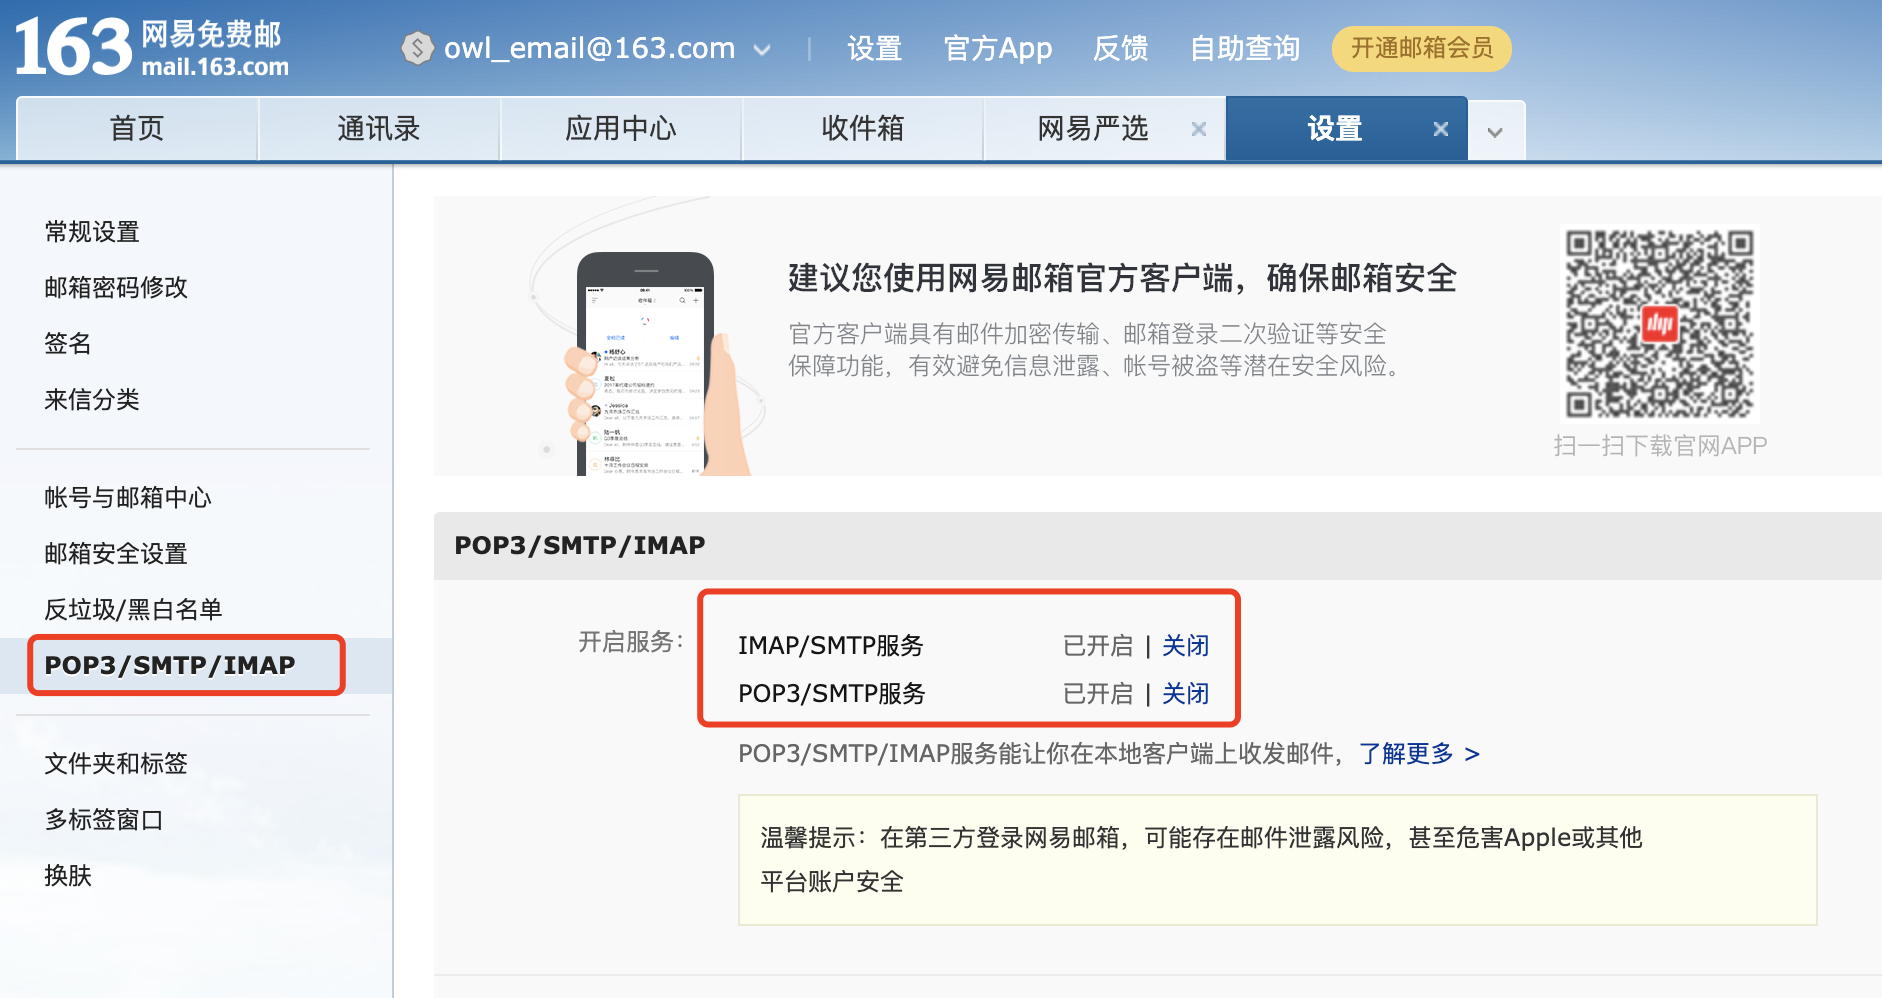 163 网易免费邮
mail.163.com
owl_email@163.com
设置
官方App
反馈
自助查询
开通邮箱会员
首页
通讯录
应用中心
收件箱
网易严选
设置
常规设置
邮箱密码修改
签名
来信分类
帐号与邮箱中心
邮箱安全设置
反垃圾/黑白名单
POP3/SMTP/IMAP
文件夹和标签
多标签窗口
换肤
建议您使用网易邮箱官方客户端，确保邮箱安全
官方客户端具有邮件加密传输、邮箱登录二次验证等安全
保障功能，有效避免信息泄露、帐号被盗等潜在安全风险。
扫一扫下载官网APP
POP3/SMTP/IMAP
开启服务：
IMAP/SMTP服务 已开启 | 关闭
POP3/SMTP服务 已开启 | 关闭
POP3/SMTP/IMAP服务能让你在本地客户端上收发邮件，了解更多 >
温馨提示：在第三方登录网易邮箱，可能存在邮件泄露风险，甚至危害Apple或其他
平台账户安全